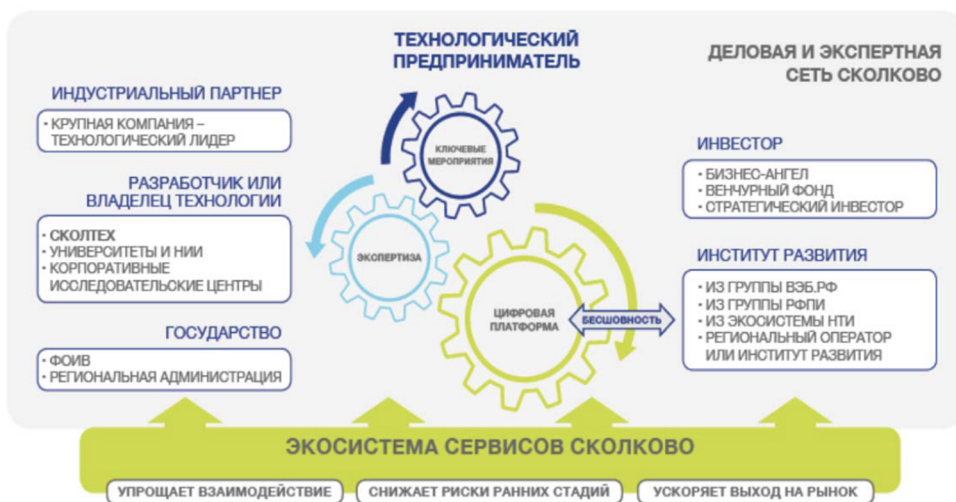 ТЕХНОЛОГИЧЕСКИЙ
ПРЕДПРИНИМАТЕЛЬ
ДЕЛОВАЯ И ЭКСПЕРТНАЯ
СЕТЬ СКОЛКОВО
ИНДУСТРИАЛЬНЫЙ ПАРТНЕР
• КРУПНАЯ КОМПАНИЯ –
ТЕХНОЛОГИЧЕСКИЙ ЛИДЕР
РАЗРАБОТЧИК ИЛИ
ВЛАДЕЛЕЦ ТЕХНОЛОГИИ
• СКОЛТЕХ
• УНИВЕРСИТЕТЫ И НИИ
• КОРПОРАТИВНЫЕ
ИССЛЕДОВАТЕЛЬСКИЕ ЦЕНТРЫ
ГОСУДАРСТВО
• ФОИВ
• РЕГИОНАЛЬНАЯ АДМИНИСТРАЦИЯ
КЛЮЧЕВЫЕ
МЕРОПРИЯТИЯ
ЭКСПЕРТИЗА
ЦИФРОВАЯ
ПЛАТФОРМА
БЕСШОВНОСТЬ
ИНВЕСТОР
• БИЗНЕС-АНГЕЛ
• ВЕНЧУРНЫЙ ФОНД
• СТРАТЕГИЧЕСКИЙ ИНВЕСТОР
ИНСТИТУТ РАЗВИТИЯ
• ИЗ ГРУППЫ ВЭБ.РФ
• ИЗ ГРУППЫ РФПИ
• ИЗ ЭКОСИСТЕМЫ НТИ
• РЕГИОНАЛЬНЫЙ ОПЕРАТОР
ИЛИ ИНСТИТУТ РАЗВИТИЯ
ЭКОСИСТЕМА СЕРВИСОВ СКОЛКОВО
УПРОЩАЕТ ВЗАИМОДЕЙСТВИЕ
СНИЖАЕТ РИСКИ РАННИХ СТАДИЙ
УСКОРЯЕТ ВЫХОД НА РЫНОК